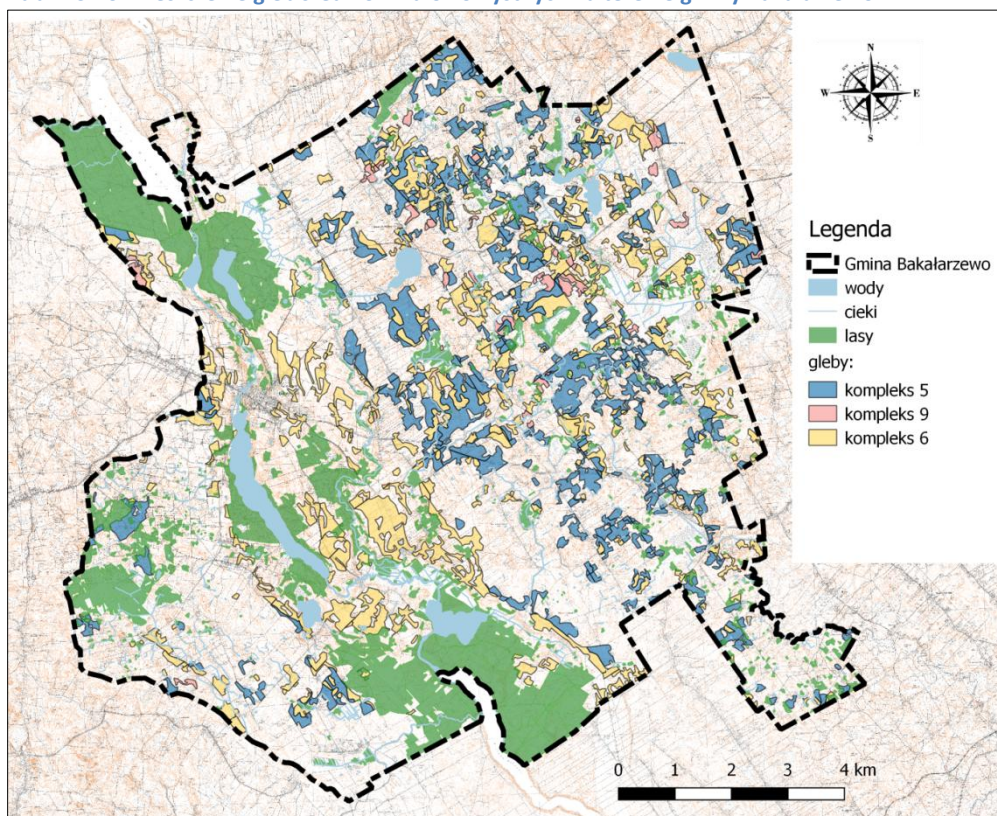 N
W
E
S
Legenda
Gmina Bakałarzewo
wody
cieki
lasy
gleby:
kompleks 5
kompleks 9
kompleks 6
0 1 2 3 4 km